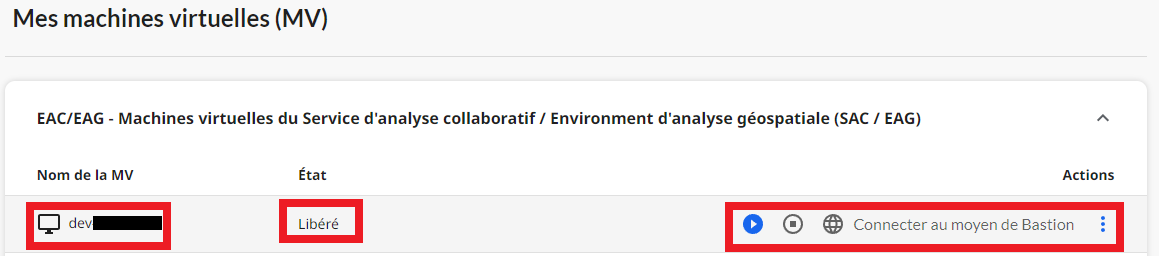 Mes machines virtuelles (MV)
EAC/EAG - Machines virtuelles du Service d'analyse collaboratif / Environment d'analyse géospatiale (SAC / EAG)
Nom de la MV État Actions
dev Libéré Connecter au moyen de Bastion